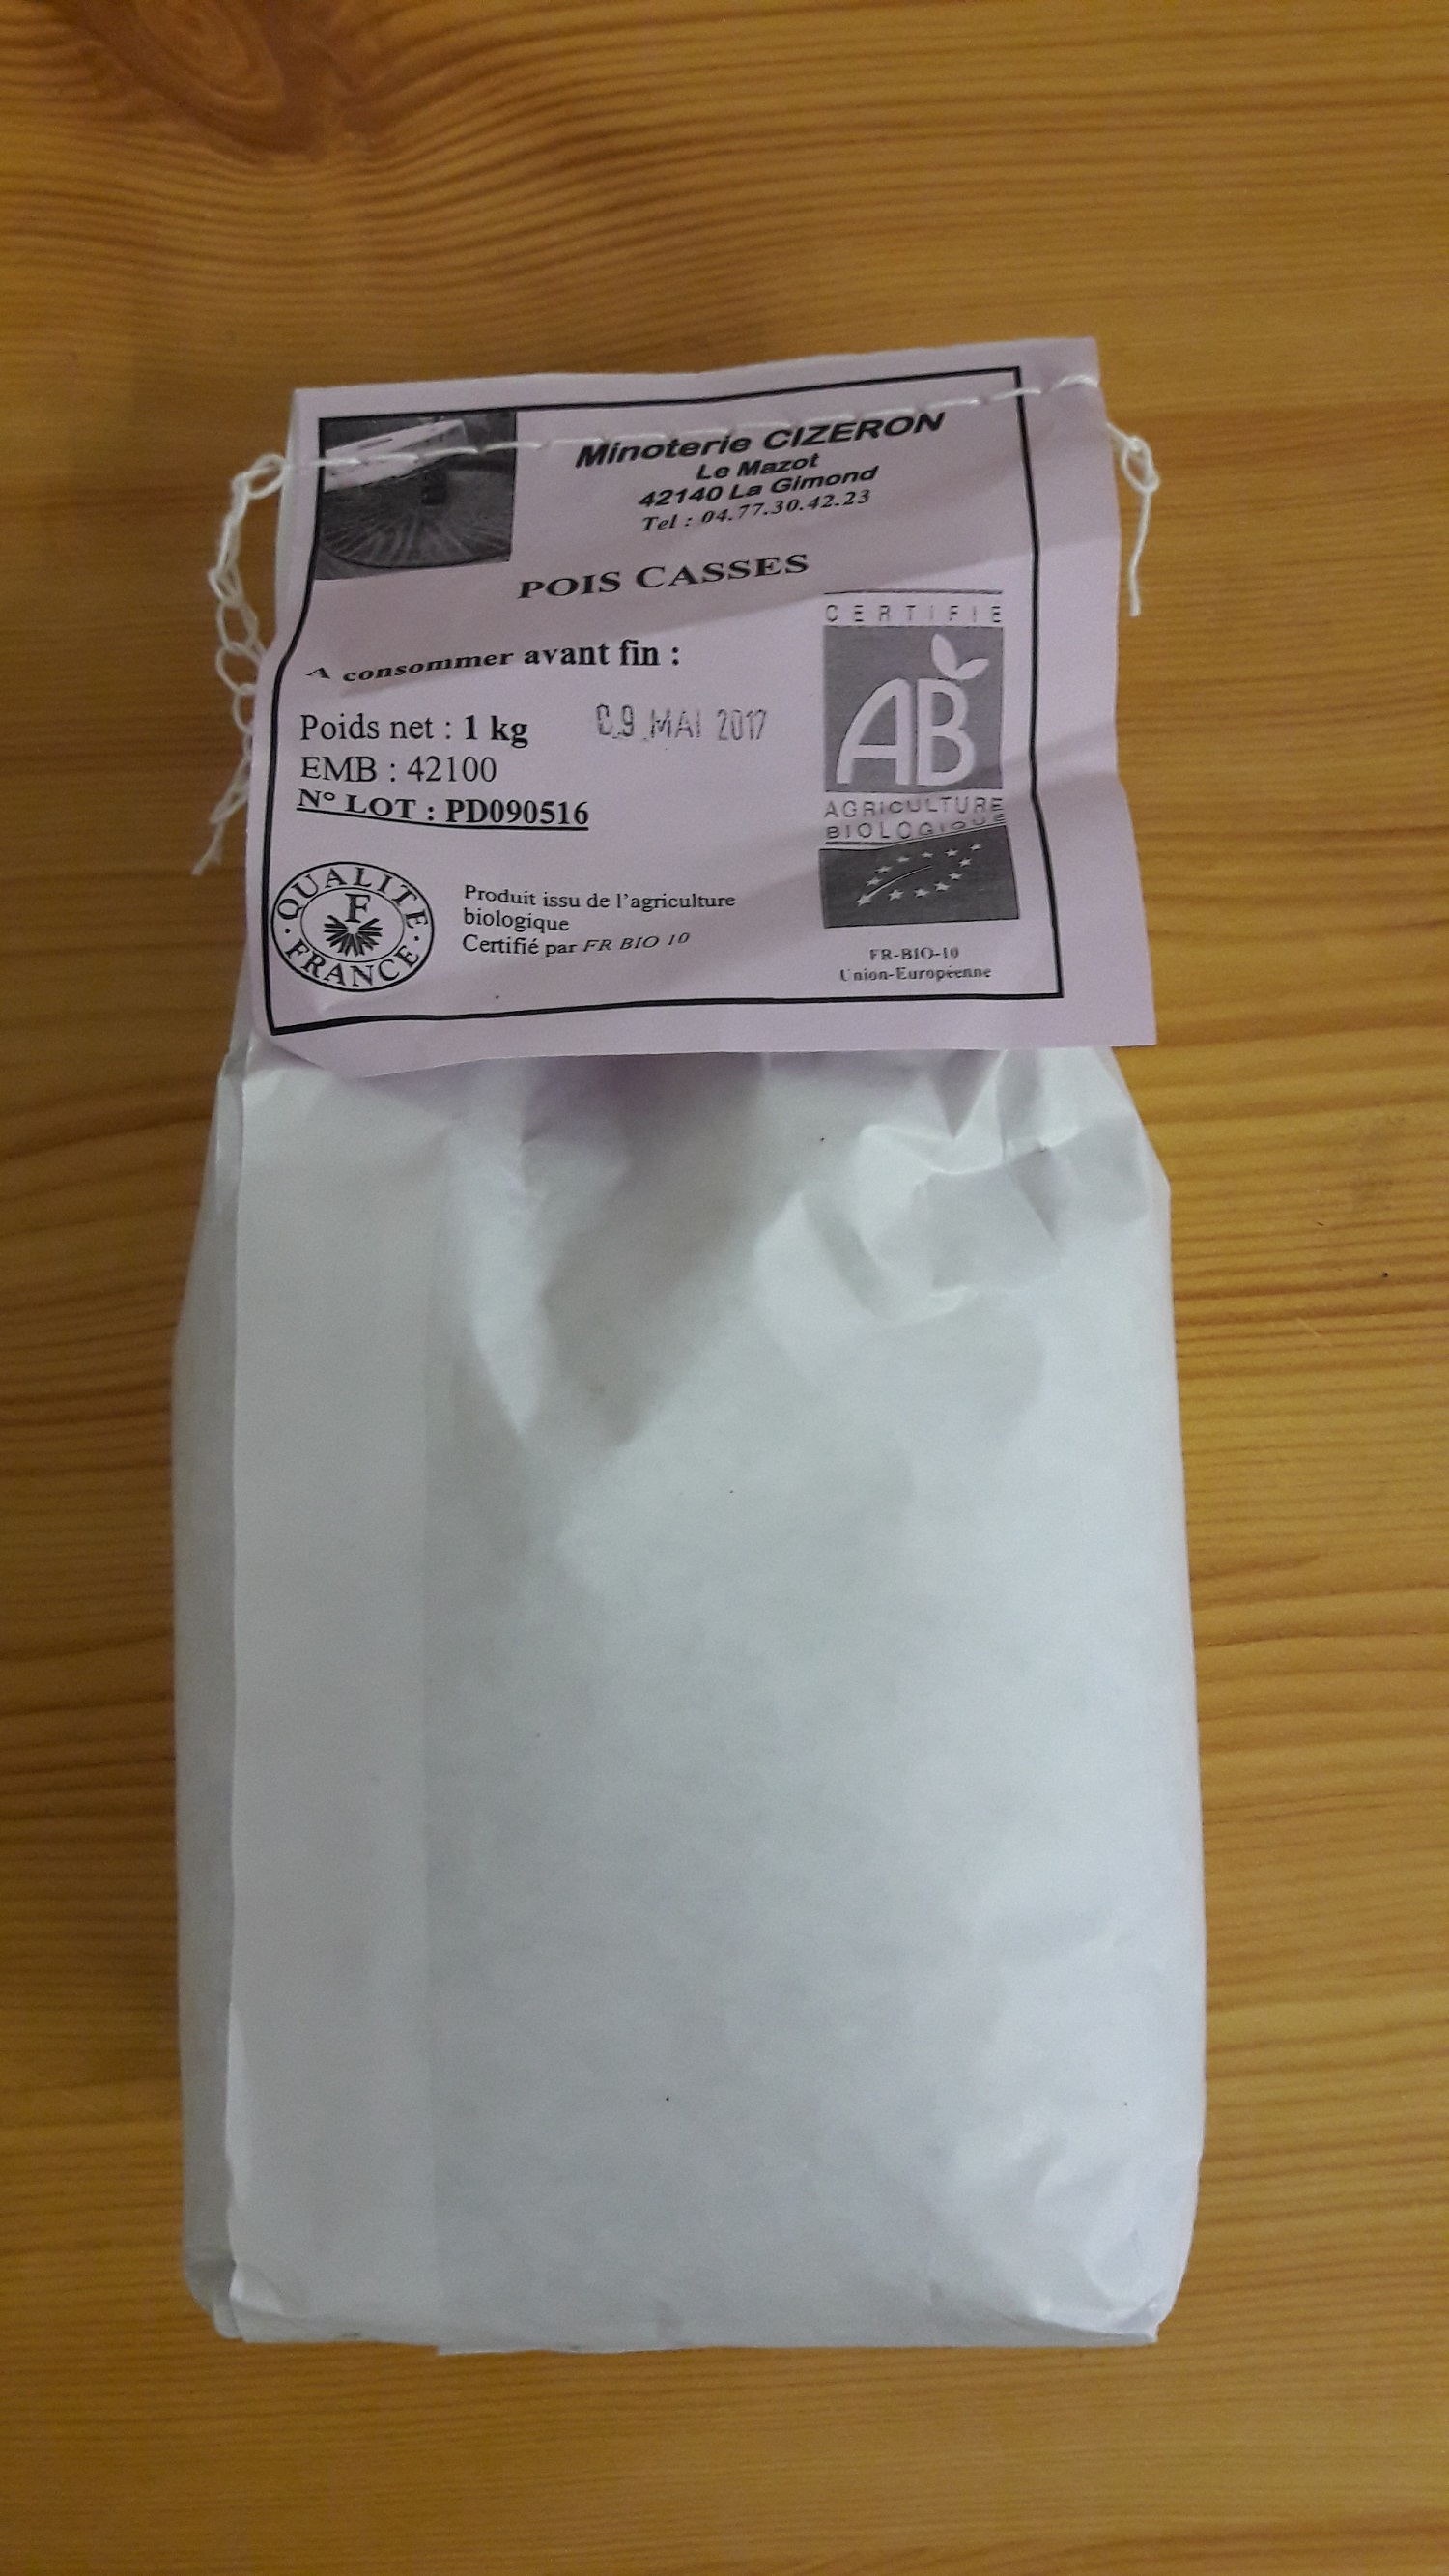 Minoterie CIZERON
Le Mazot
42140 La Gimond
Tel : 04.77.30.42.23
POIS CASSES
A consommer avant fin :
Poids net : 1 kg
09 MAI 2017
EMB : 42100
N° LOT : PD090516
CERTIFIE
AB
AGRICULTURE
BIOLOGIQUE
QUALITE
F
FRANCE
Produit issu de l'agriculture
biologique
Certifié par FR BIO 10
FR-BIO-10
Union-Européenne